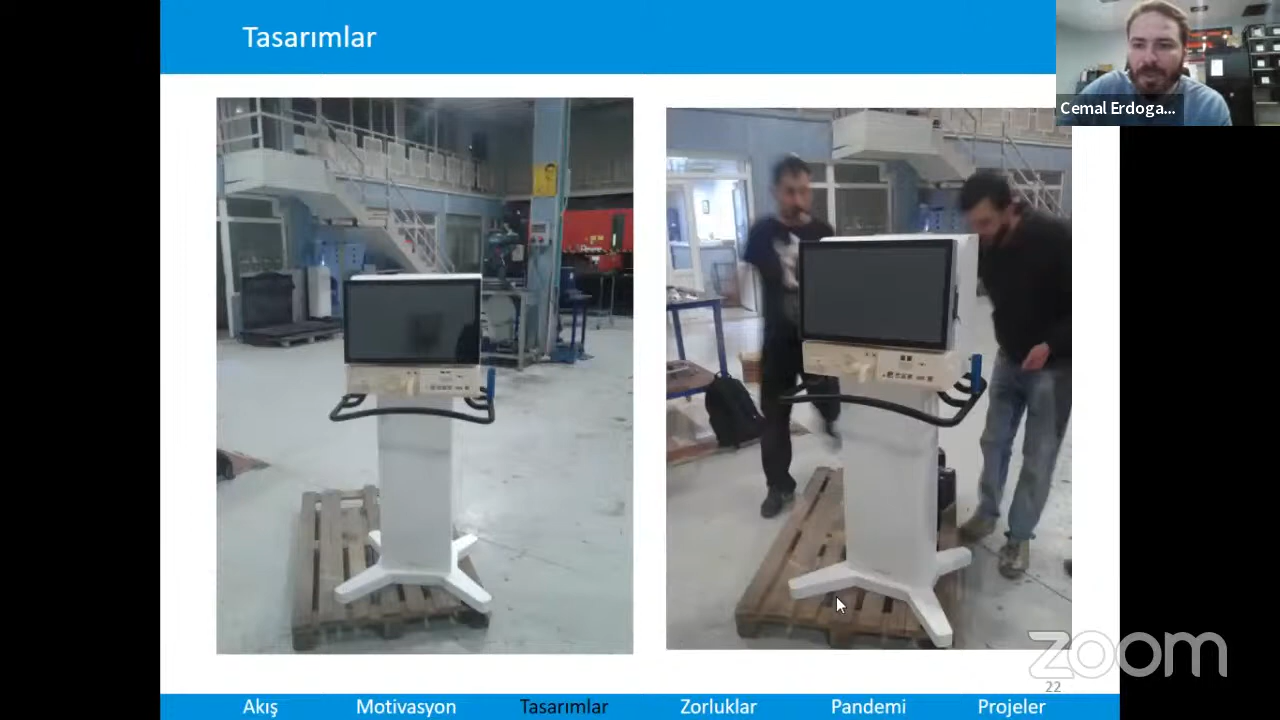 Tasarımlar
Cemal Erdoga...
zoom
22
Akış Motivasyon Tasarımlar Zorluklar Pandemi Projeler